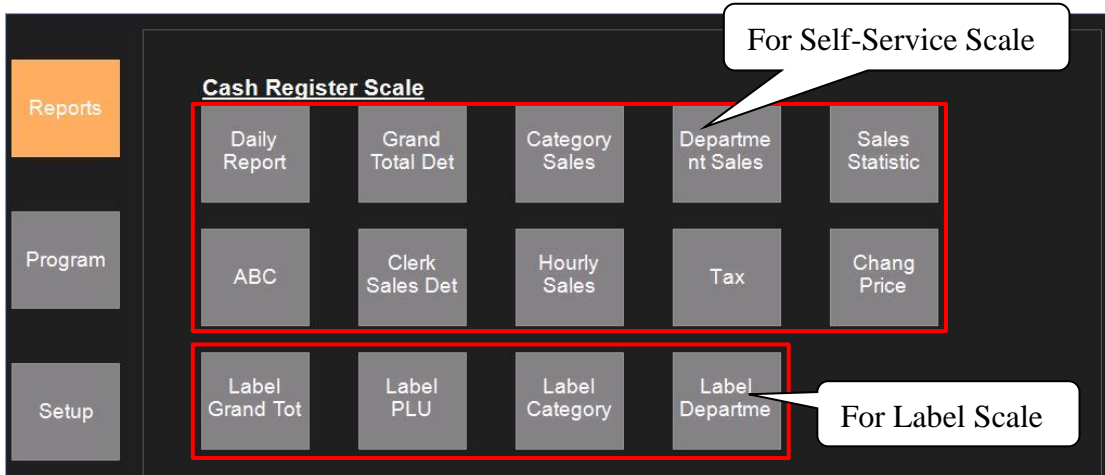 For Self-Service Scale
Reports
Cash Register Scale
Daily
Report
Grand
Total Det
Category
Sales
Departme
nt Sales
Sales
Statistic
Program
ABC
Clerk
Sales Det
Hourly
Sales
Tax
Chang
Price
Setup
Label
Grand Tot
Label
PLU
Label
Category
Label
Departme
For Label Scale